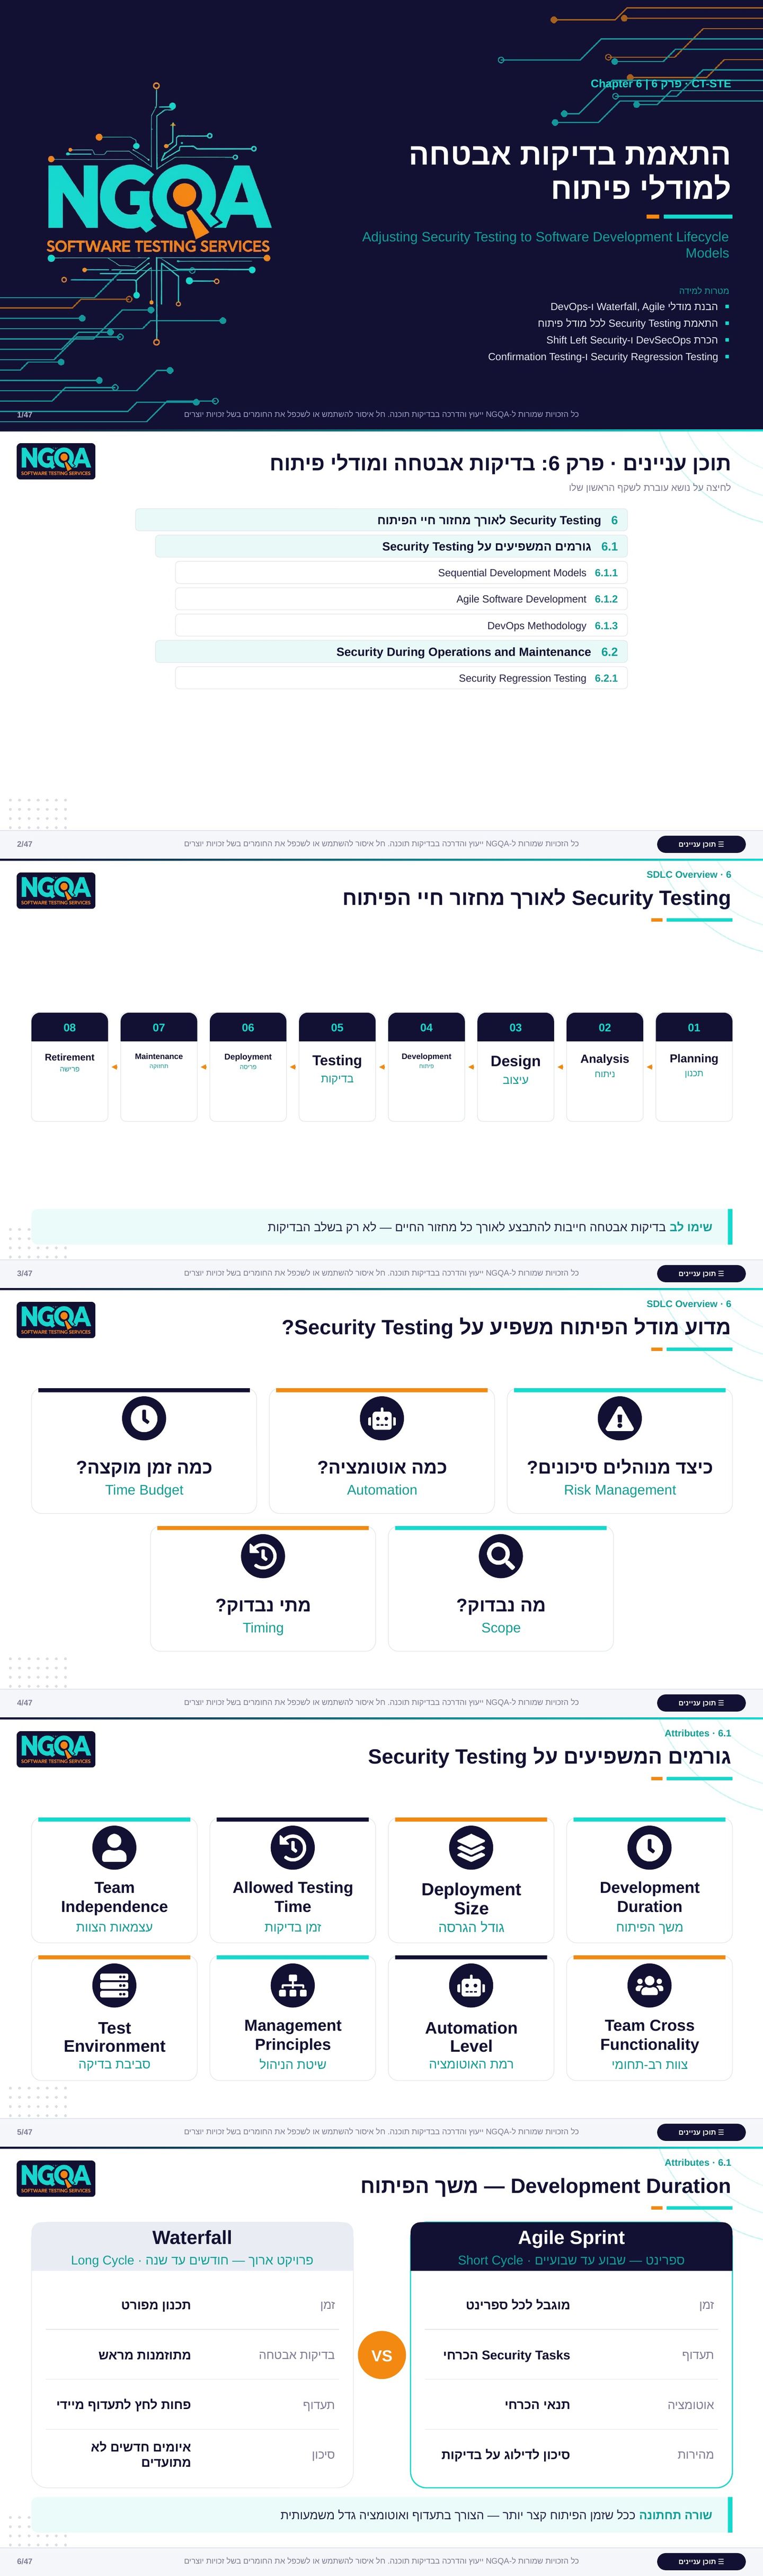 Chapter 6 | פרק 6 · CT-STE
NGQA
SOFTWARE TESTING SERVICES
התאמת בדיקות אבטחה
למודלי פיתוח
Adjusting Security Testing to Software Development Lifecycle
Models
מטרות למידה
הבנת מודלי Waterfall, Agile ו-DevOps
התאמת Security Testing לכל מודל פיתוח
הכרת DevSecOps ו-Shift Left Security
Security Regression Testing ו-Confirmation Testing
כל הזכויות שמורות ל-NGQA ייעוץ והדרכה בבדיקות תוכנה. חל איסור להשתמש או לשכפל את החומרים בשל זכויות יוצרים
1/47
NGQA
SOFTWARE TESTING SERVICES
תוכן עניינים · פרק 6: בדיקות אבטחה ומודלי פיתוח
לחיצה על נושא עוברת לשקף הראשון שלו
6 Security Testing לאורך מחזור חיי הפיתוח
6.1 גורמים המשפיעים על Security Testing
6.1.1 Sequential Development Models
6.1.2 Agile Software Development
6.1.3 DevOps Methodology
6.2 Security During Operations and Maintenance
6.2.1 Security Regression Testing
☰ תוכן עניינים
כל הזכויות שמורות ל-NGQA ייעוץ והדרכה בבדיקות תוכנה. חל איסור להשתמש או לשכפל את החומרים בשל זכויות יוצרים
2/47
NGQA
SOFTWARE TESTING SERVICES
SDLC Overview · 6
Security Testing לאורך מחזור חיי הפיתוח
01
Planning
תכנון
02
Analysis
ניתוח
03
Design
עיצוב
04
Development
פיתוח
05
Testing
בדיקות
06
Deployment
פריסה
07
Maintenance
תחזוקה
08
Retirement
פרישה
שימו לב בדיקות אבטחה חייבות להתבצע לאורך כל מחזור החיים — לא רק בשלב הבדיקות
☰ תוכן עניינים
כל הזכויות שמורות ל-NGQA ייעוץ והדרכה בבדיקות תוכנה. חל איסור להשתמש או לשכפל את החומרים בשל זכויות יוצרים
3/47
NGQA
SOFTWARE TESTING SERVICES
SDLC Overview · 6
מדוע מודל הפיתוח משפיע על Security Testing?
כיצד מנוהלים סיכונים?
Risk Management
כמה אוטומציה?
Automation
כמה זמן מוקצה?
Time Budget
מה נבדוק?
Scope
מתי נבדוק?
Timing
☰ תוכן עניינים
כל הזכויות שמורות ל-NGQA ייעוץ והדרכה בבדיקות תוכנה. חל איסור להשתמש או לשכפל את החומרים בשל זכויות יוצרים
4/47
NGQA
SOFTWARE TESTING SERVICES
Attributes · 6.1
גורמים המשפיעים על Security Testing
Development
Duration
משך הפיתוח
Deployment
Size
גודל הגרסה
Allowed Testing
Time
זמן בדיקות
Team
Independence
עצמאות הצוות
Team Cross
Functionality
צוות רב-תחומי
Automation
Level
רמת האוטומציה
Management
Principles
שיטת הניהול
Test
Environment
סביבת בדיקה
☰ תוכן עניינים
כל הזכויות שמורות ל-NGQA ייעוץ והדרכה בבדיקות תוכנה. חל איסור להשתמש או לשכפל את החומרים בשל זכויות יוצרים
5/47
NGQA
SOFTWARE TESTING SERVICES
Attributes · 6.1
Development Duration — משך הפיתוח
Agile Sprint
ספרינט — שבוע עד שבועיים · Short Cycle
זמן מוגבל לכל ספרינט
תעדוף Security Tasks הכרחי
אוטומציה תנאי הכרחי
מהירות סיכון לדילוג על בדיקות
VS
Waterfall
פרויקט ארוך — חודשים עד שנה · Long Cycle
זמן תכנון מפורט
בדיקות אבטחה מתוזמנות מראש
תעדוף פחות לחץ לתעדוף מיידי
סיכון איומים חדשים לא
מתועדים
שורה תחתונה ככל שזמן הפיתוח קצר יותר — הצורך בתעדוף ואוטומציה גדל משמעותית
☰ תוכן עניינים
כל הזכויות שמורות ל-NGQA ייעוץ והדרכה בבדיקות תוכנה. חל איסור להשתמש או לשכפל את החומרים בשל זכויות יוצרים
6/47